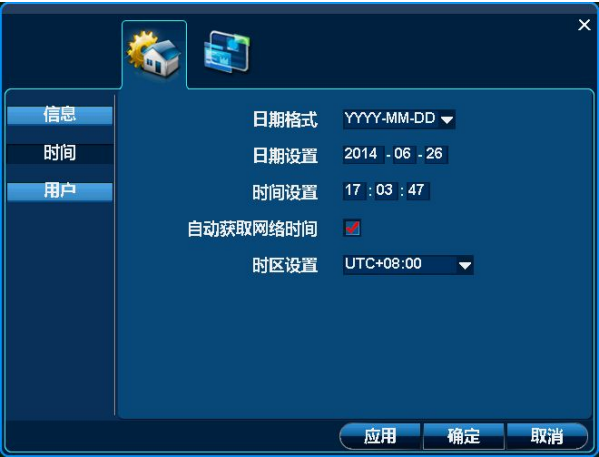 信息
时间
用户
日期格式 YYYY-MM-DD
日期设置 2014 - 06 - 26
时间设置 17 : 03 : 47
自动获取网络时间
时区设置 UTC+08:00
应用 确定 取消